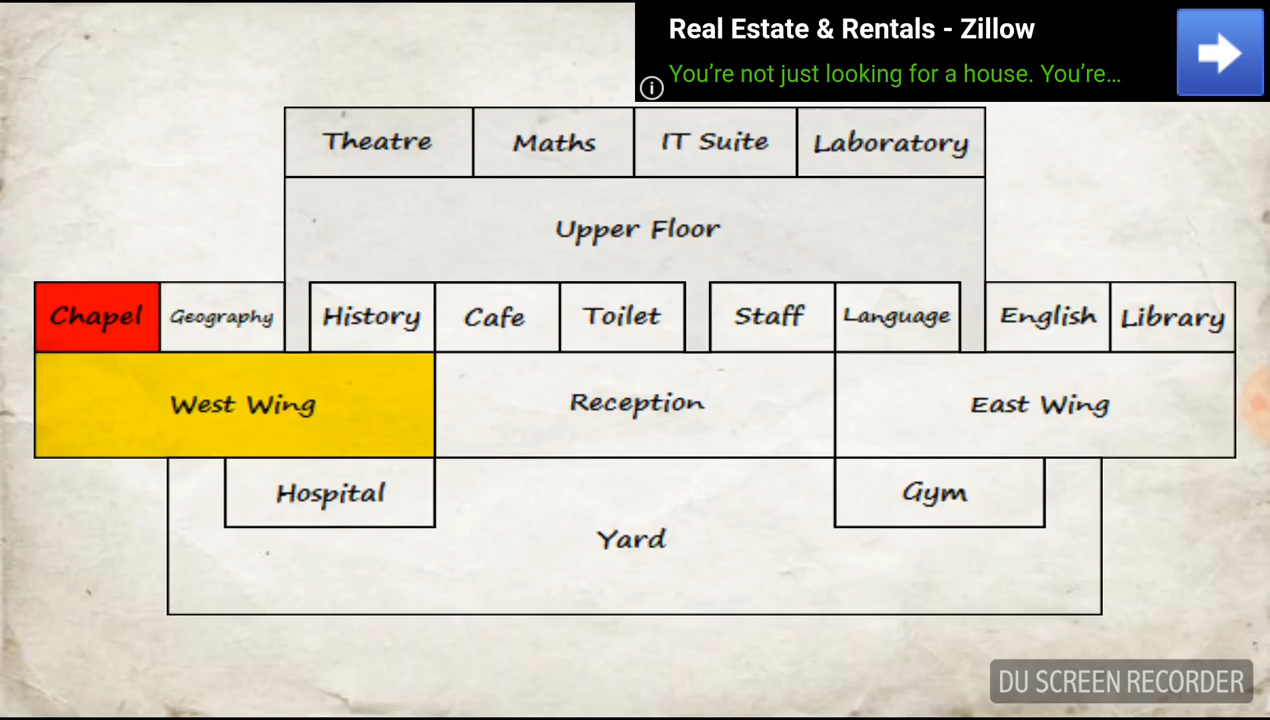 Real Estate & Rentals - Zillow
You're not just looking for a house. You're...
Theatre Maths IT Suite Laboratory
Upper Floor
Chapel Geography History Cafe Toilet Staff Language English Library
West Wing Reception East Wing
Hospital Gym
Yard
DU SCREEN RECORDER